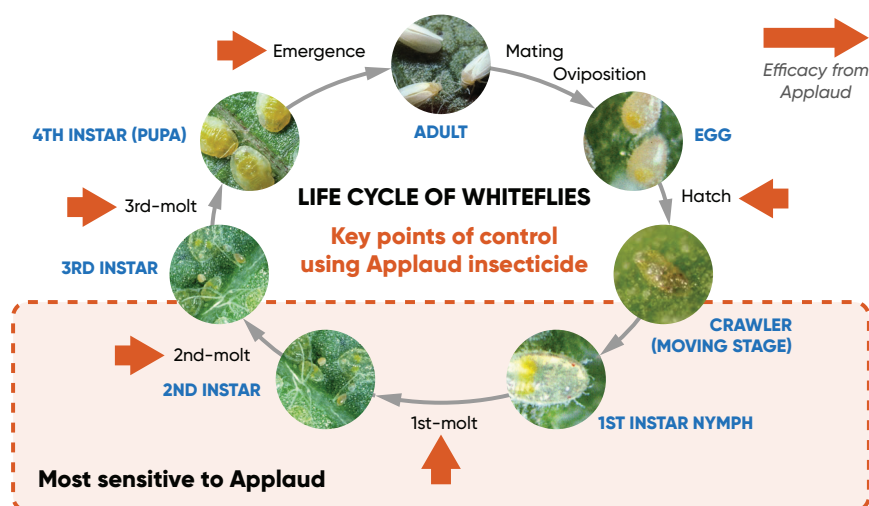 Emergence
Mating
Oviposition
Efficacy from
Applaud
4TH INSTAR (PUPA)
ADULT
EGG
3rd-molt
LIFE CYCLE OF WHITEFLIES
Hatch
Key points of control
using Applaud insecticide
3RD INSTAR
CRAWLER
(MOVING STAGE)
2nd-molt
2ND INSTAR
1st-molt
1ST INSTAR NYMPH
Most sensitive to Applaud